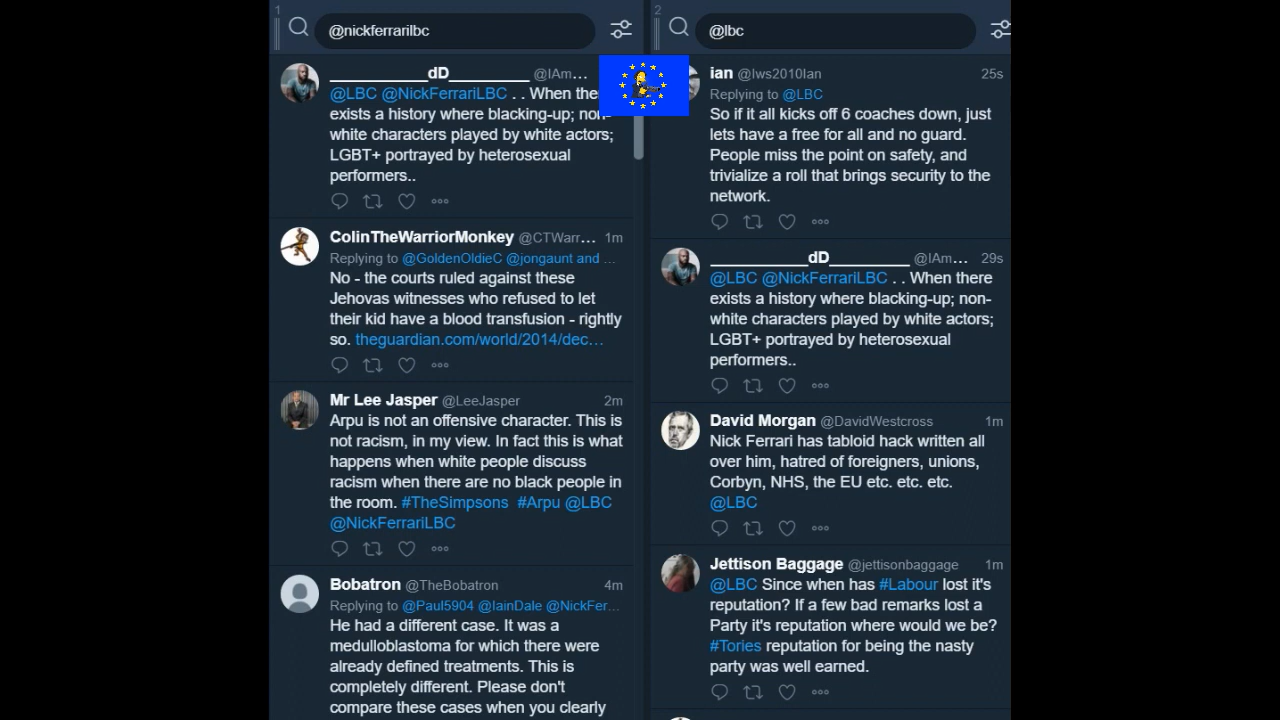 1
@nickferrarilbc
__________dD__________ @IAm...
@LBC @NickFerrariLBC . . When there
exists a history where blacking-up; non-
white characters played by white actors;
LGBT+ portrayed by heterosexual
performers..
ColinTheWarriorMonkey @CTWarr... 1m
Replying to @GoldenOldieC @jongaunt and ...
No - the courts ruled against these
Jehovas witnesses who refused to let
their kid have a blood transfusion - rightly
so. theguardian.com/world/2014/dec...
Mr Lee Jasper @LeeJasper 2m
Arpu is not an offensive character. This is
not racism, in my view. In fact this is what
happens when white people discuss
racism when there are no black people in
the room. #TheSimpsons #Arpu @LBC
@NickFerrariLBC
Bobatron @TheBobatron 4m
Replying to @Paul5904 @IainDale @NickFer...
He had a different case. It was a
medulloblastoma for which there were
already defined treatments. This is
completely different. Please don't
compare these cases when you clearly
2
@lbc
ian @lws2010Ian 25s
Replying to @LBC
So if it all kicks off 6 coaches down, just
lets have a free for all and no guard.
People miss the point on safety, and
trivialize a roll that brings security to the
network.
__________dD__________ @IAm... 29s
@LBC @NickFerrariLBC . . When there
exists a history where blacking-up; non-
white characters played by white actors;
LGBT+ portrayed by heterosexual
performers..
David Morgan @DavidWestcross 1m
Nick Ferrari has tabloid hack written all
over him, hatred of foreigners, unions,
Corbyn, NHS, the EU etc. etc. etc.
@LBC
Jettison Baggage @jettisonbaggage 1m
@LBC Since when has #Labour lost it's
reputation? If a few bad remarks lost a
Party it's reputation where would we be?
#Tories reputation for being the nasty
party was well earned.